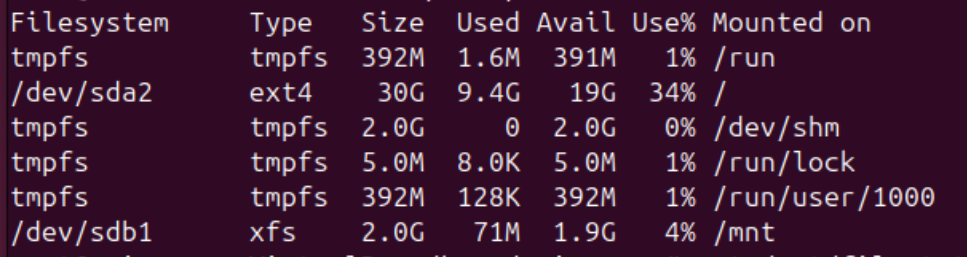 Filesystem     Type   Size  Used Avail Use% Mounted on
tmpfs          tmpfs  392M  1.6M  391M   1% /run
/dev/sda2      ext4    30G  9.4G   19G  34% /
tmpfs          tmpfs  2.0G     0  2.0G   0% /dev/shm
tmpfs          tmpfs  5.0M  8.0K  5.0M   1% /run/lock
tmpfs          tmpfs  392M  128K  392M   1% /run/user/1000
/dev/sdb1      xfs    2.0G   71M  1.9G   4% /mnt